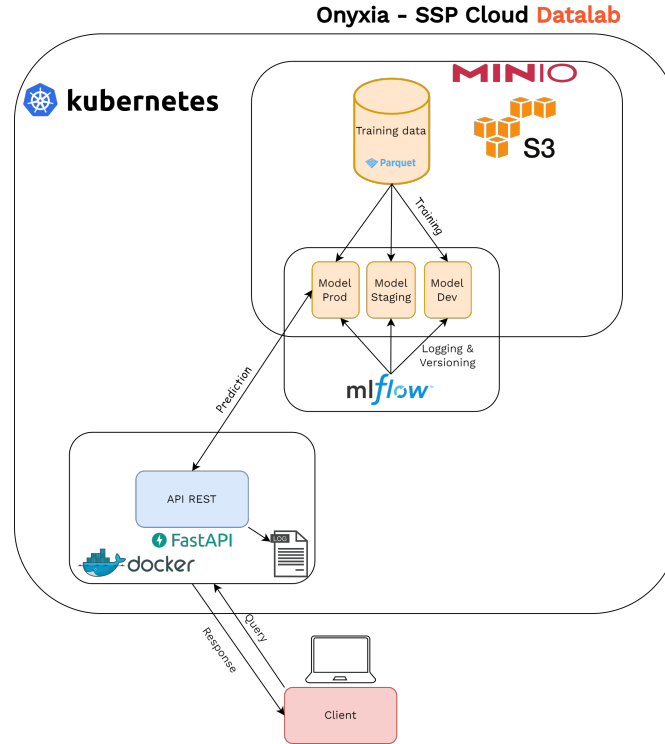 Onyxia - SSP Cloud Datalab
kubernetes
MINIO
S3
Training data
Parquet
Training
Model
Prod
Model
Staging
Model
Dev
Logging &
Versioning
mlflow
Prediction
API REST
FastAPI
LOG
docker
Query
Response
Client